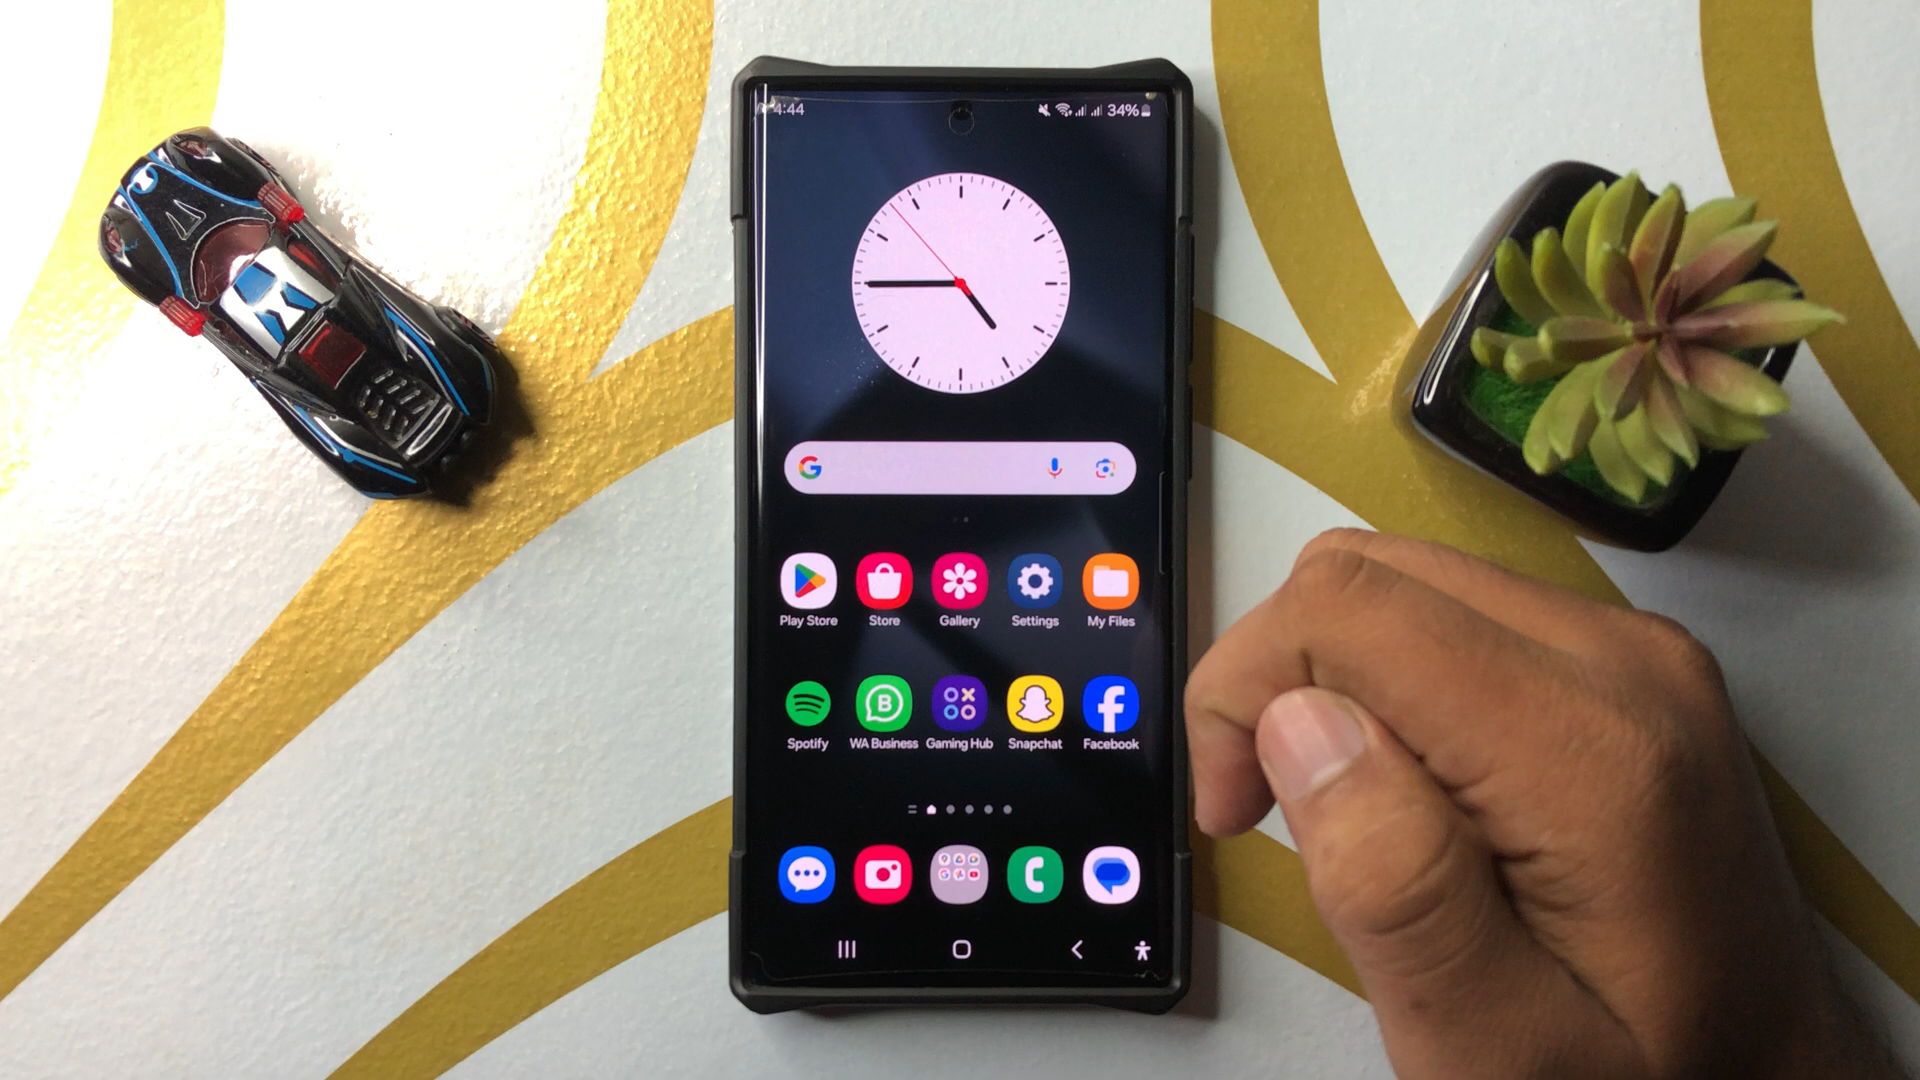 4:44 34%
Play Store Store Gallery Settings My Files
B
Spotify WA Business Gaming Hub Snapchat Facebook